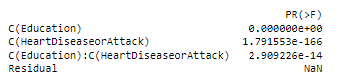 PR(>F)
C(Education) 0.000000e+00
C(HeartDiseaseorAttack) 1.791553e-166
C(Education):C(HeartDiseaseorAttack) 2.909226e-14
Residual NaN